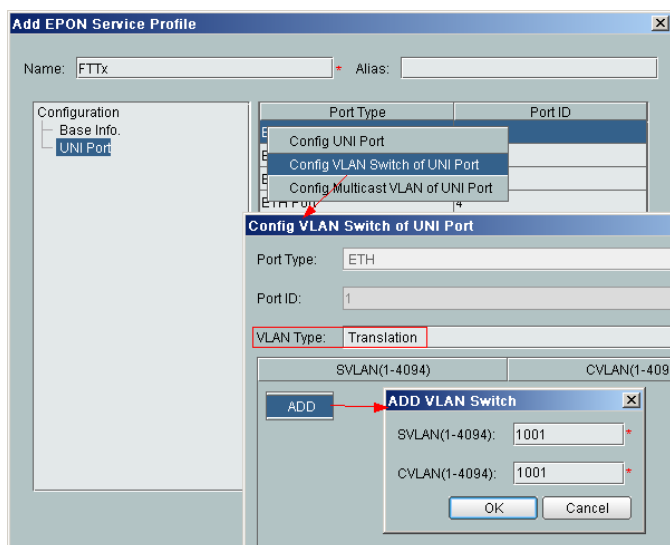 Add EPON Service Profile
Name: FTTx * Alias:
Configuration
Base Info.
UNI Port
Port Type Port ID
Config UNI Port
Config VLAN Switch of UNI Port
Config Multicast VLAN of UNI Port
ETH Port 4
Config VLAN Switch of UNI Port
Port Type: ETH
Port ID: 1
VLAN Type: Translation
SVLAN(1-4094) CVLAN(1-409
ADD
ADD VLAN Switch
SVLAN(1-4094): 1001 *
CVLAN(1-4094): 1001 *
OK Cancel